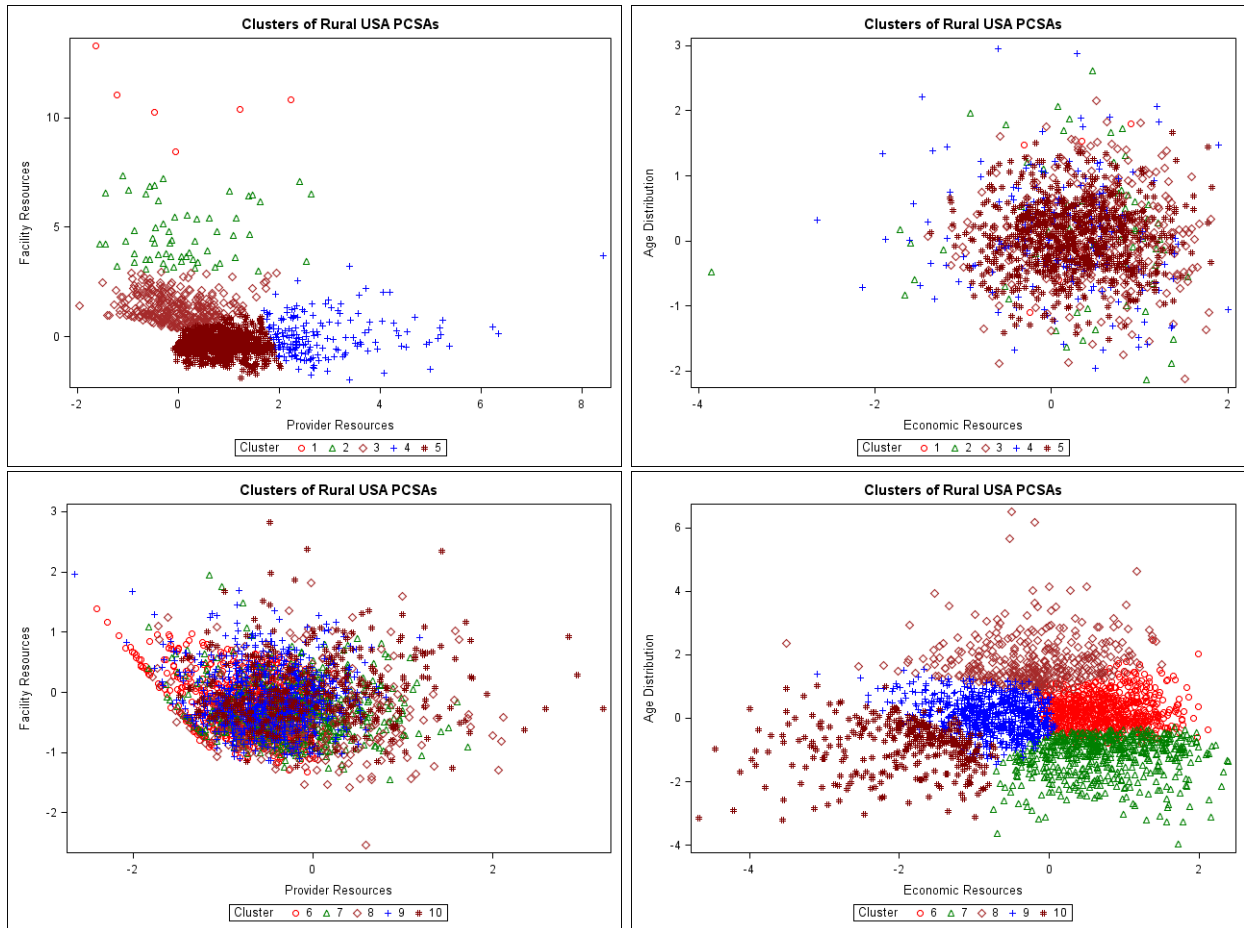 Clusters of Rural USA PCSAs
Facility Resources
10
5
0
-2 0 2 4 6 8
Provider Resources
Cluster 1 2 3 4 5
Clusters of Rural USA PCSAs
Age Distribution
3
2
1
0
-1
-2
-4 -2 0 2
Economic Resources
Cluster 1 2 3 4 5
Clusters of Rural USA PCSAs
Facility Resources
3
2
1
0
-1
-2
-2 0 2
Provider Resources
Cluster 6 7 8 9 10
Clusters of Rural USA PCSAs
Age Distribution
6
4
2
0
-2
-4
-4 -2 0 2
Economic Resources
Cluster 6 7 8 9 10